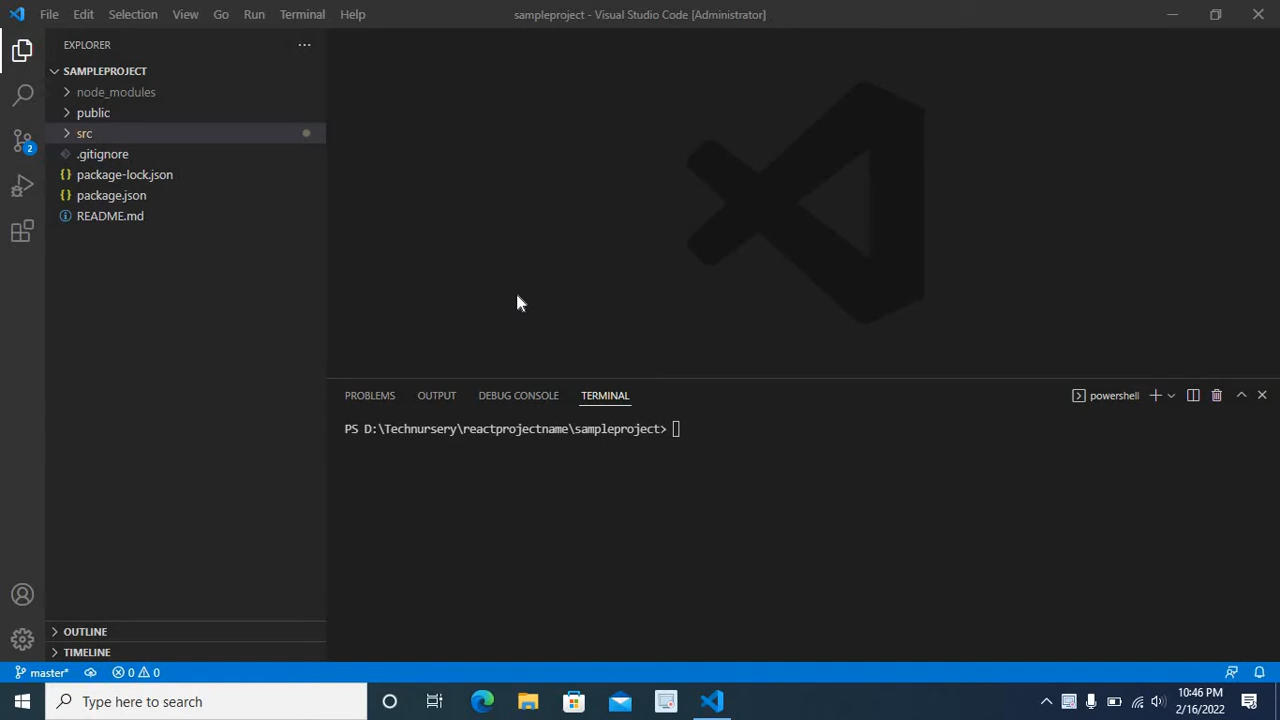 File Edit Selection View Go Run Terminal Help
sampleproject - Visual Studio Code [Administrator]
EXPLORER
SAMPLEPROJECT
node_modules
public
src
.gitignore
package-lock.json
package.json
README.md
2
PROBLEMS OUTPUT DEBUG CONSOLE TERMINAL
powershell
PS D:\Technursery\reactprojectname\sampleproject>
OUTLINE
TIMELINE
master* 0 0
Type here to search
10:46 PM
2/16/2022